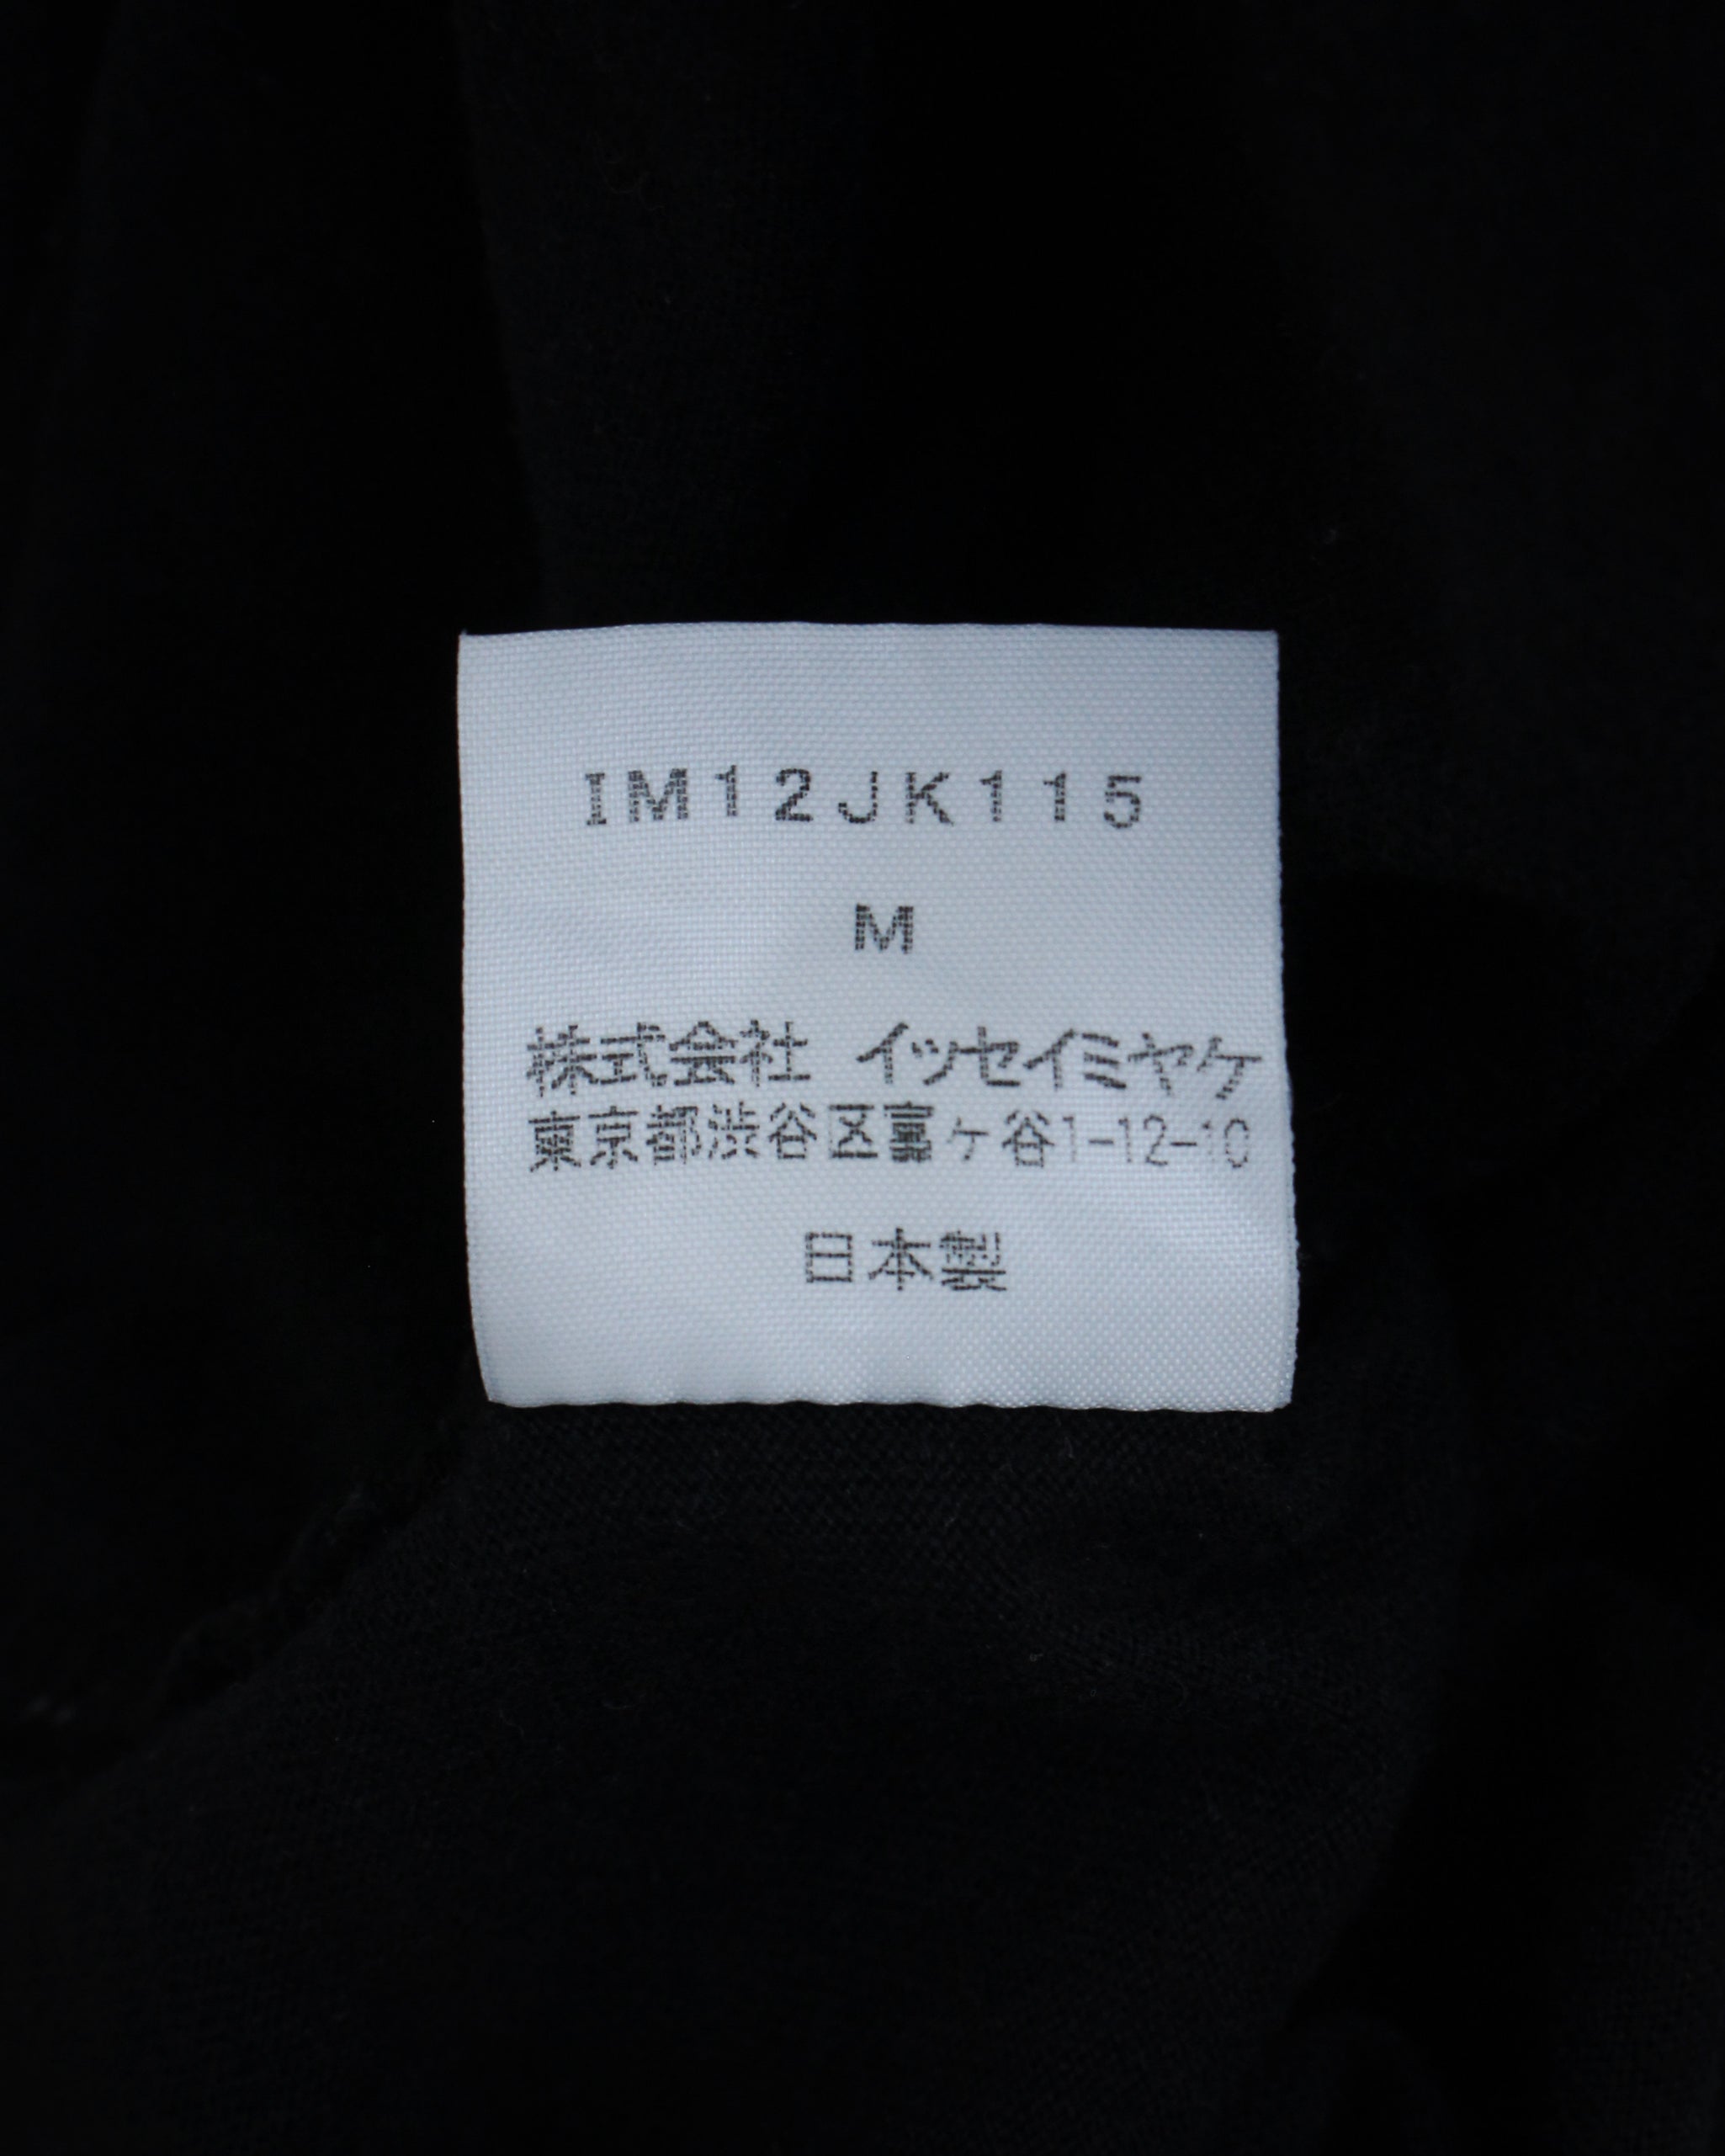 IM12JK115
M
株式会社 イッセイミヤケ
東京都渋谷区富ヶ谷1-12-10
日本製